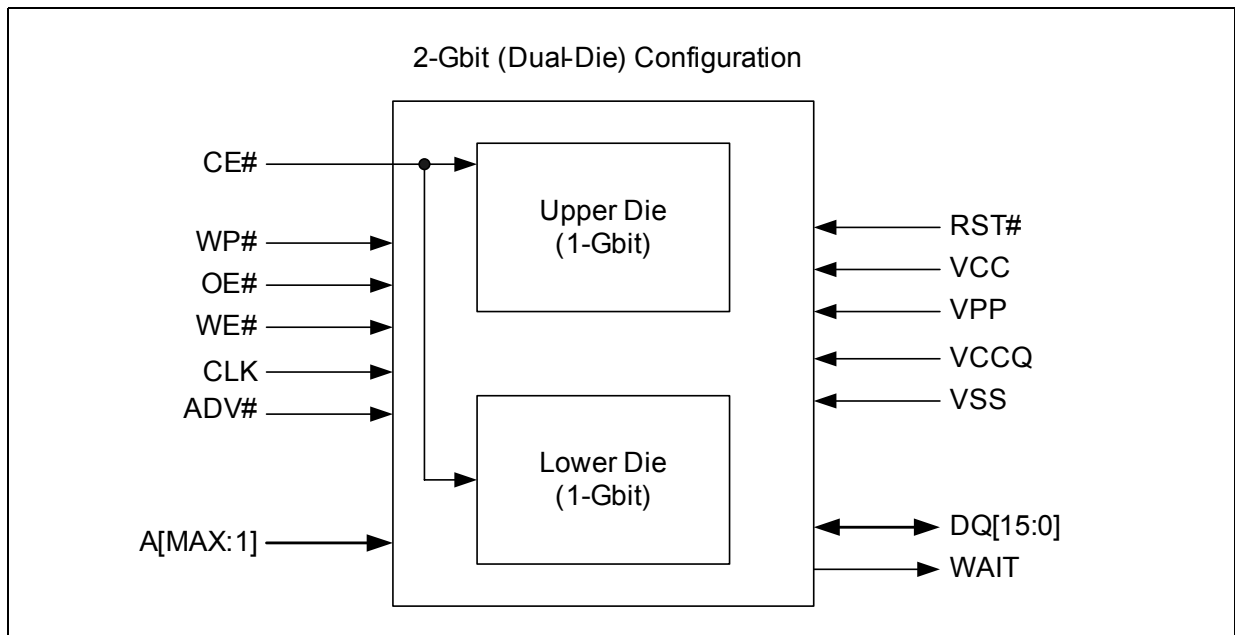 2-Gbit (Dual-Die) Configuration
CE#
WP#
OE#
WE#
CLK
ADV#
A[MAX:1]
Upper Die
(1-Gbit)
Lower Die
(1-Gbit)
RST#
VCC
VPP
VCCQ
VSS
DQ[15:0]
WAIT